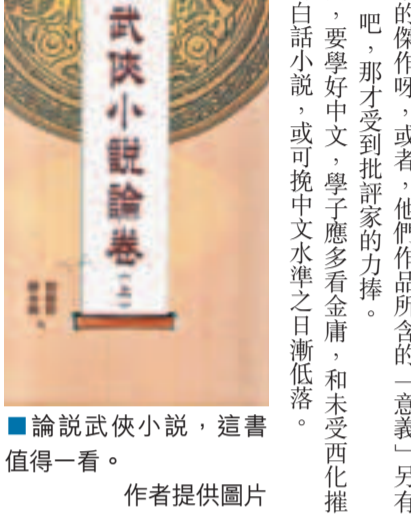 的傑作呀，或者，他們作品所含的「意義」另有
吧，那才受到批評家的力捧。
，要學好中文，學子應多看金庸，和未受西化摧
白話小説，或可挽中文水準之日漸低落。
武俠小説論卷（上）
■論説武俠小説，這書
值得一看。
作者提供圖片